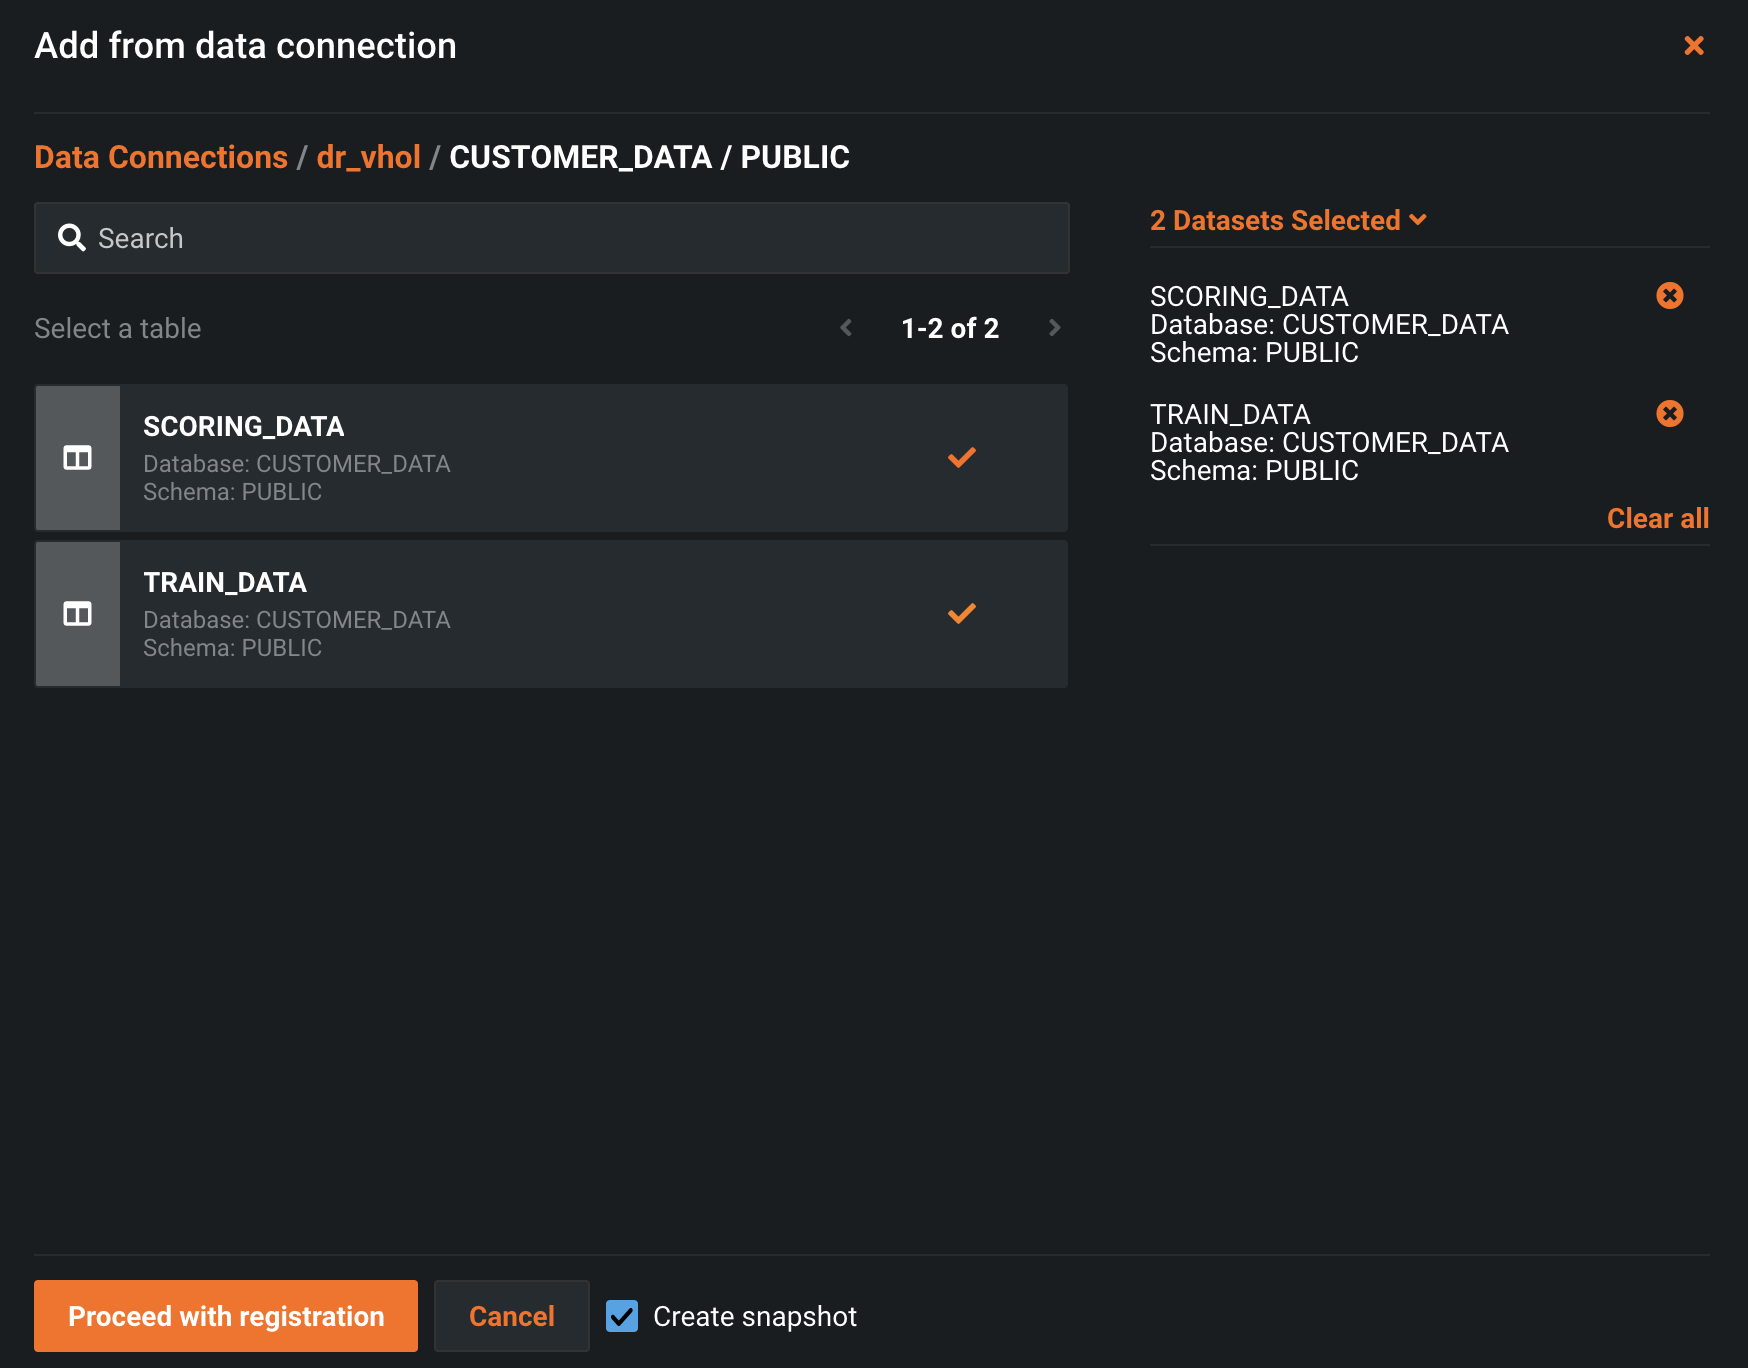 Add from data connection
Data Connections / dr_vhol / CUSTOMER_DATA / PUBLIC
Search
Select a table
1-2 of 2
SCORING_DATA
Database: CUSTOMER_DATA
Schema: PUBLIC
TRAIN_DATA
Database: CUSTOMER_DATA
Schema: PUBLIC
2 Datasets Selected
SCORING_DATA
Database: CUSTOMER_DATA
Schema: PUBLIC
TRAIN_DATA
Database: CUSTOMER_DATA
Schema: PUBLIC
Clear all
Proceed with registration
Cancel
Create snapshot